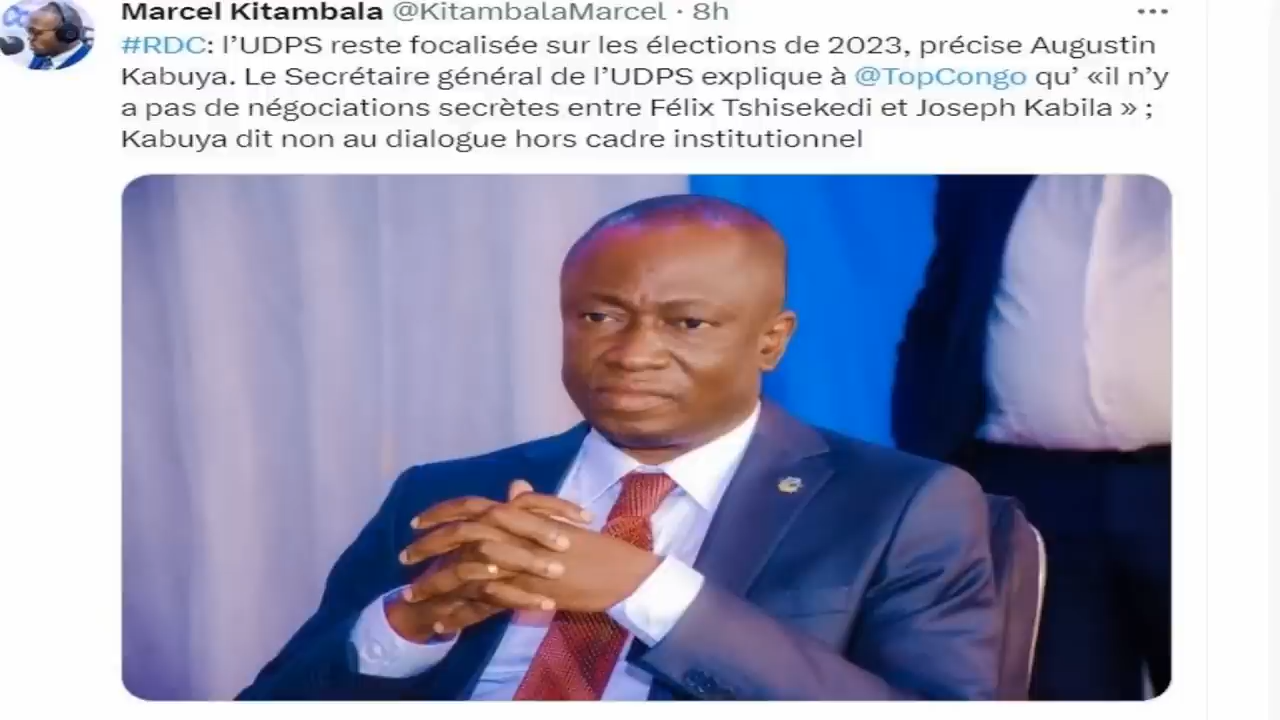 Marcel Kitambala @KitambalaMarcel · 8h
#RDC: l’UDPS reste focalisée sur les élections de 2023, précise Augustin
Kabuya. Le Secrétaire général de l’UDPS explique à @TopCongo qu’ «il n’y
a pas de négociations secrètes entre Félix Tshisekedi et Joseph Kabila » ;
Kabuya dit non au dialogue hors cadre institutionnel